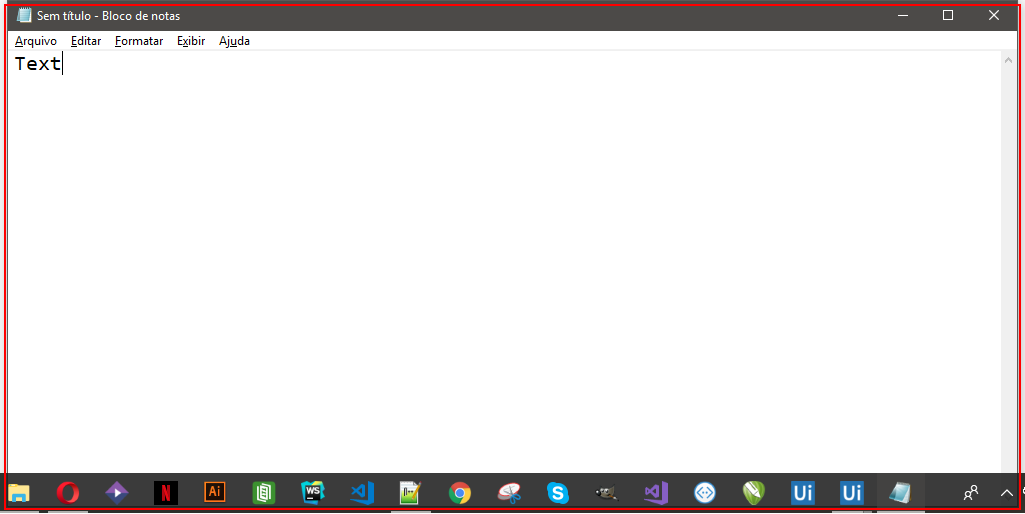 Sem título - Bloco de notas
Arquivo Editar Formatar Exibir Ajuda
Text
N Ai WS Ui Ui